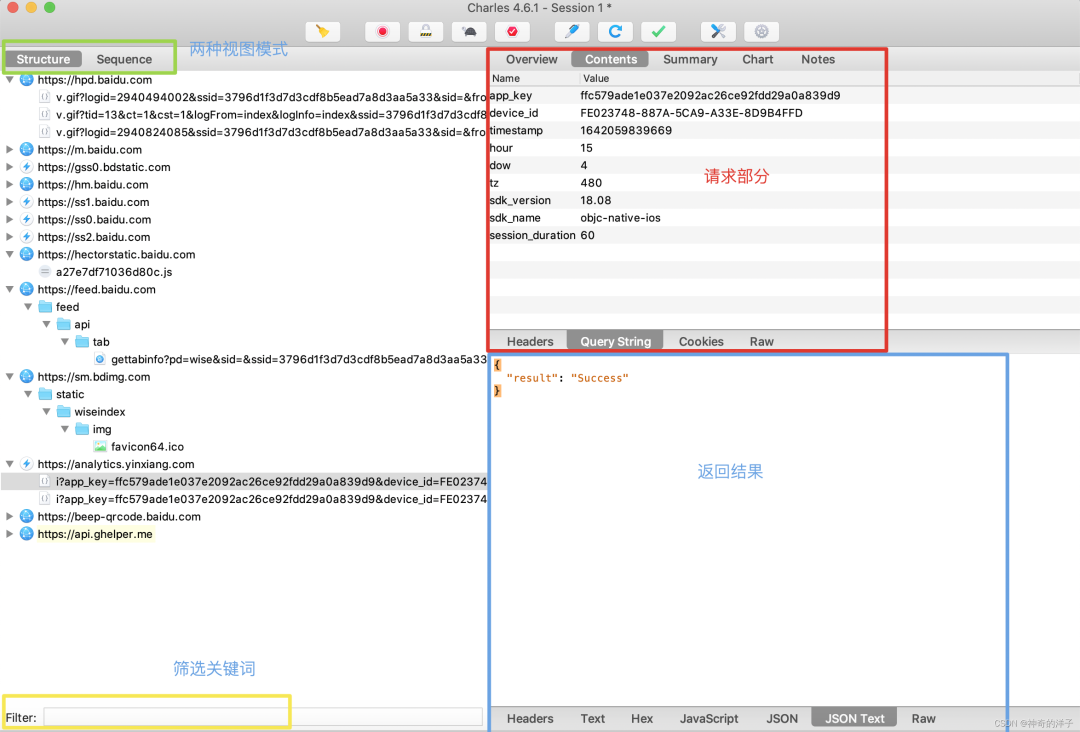 Charles 4.6.1 - Session 1 *
Structure
Sequence
两种视图模式
https://hpd.baidu.com
v.gif?logid=2940494002&ssid=3796d1f3d7d3cdf8b5ead7a8d3aa5a33&sid=&fro
v.gif?tid=13&ct=1&cst=1&logFrom=index&logInfo=index&ssid=3796d1f3d7d3cdf8
v.gif?logid=2940824085&ssid=3796d1f3d7d3cdf8b5ead7a8d3aa5a33&sid=&fro
https://m.baidu.com
https://gss0.bdstatic.com
https://hm.baidu.com
https://ss1.baidu.com
https://ss0.baidu.com
https://ss2.baidu.com
https://hectorstatic.baidu.com
a27e7df71036d80c.js
https://feed.baidu.com
feed
api
tab
gettabinfo?pd=wise&sid=&ssid=3796d1f3d7d3cdf8b5ead7a8d3aa5a33
https://sm.bdimg.com
static
wiseindex
img
favicon64.ico
https://analytics.yinxiang.com
i?app_key=ffc579ade1e037e2092ac26ce92fdd29a0a839d9&device_id=FE02374
i?app_key=ffc579ade1e037e2092ac26ce92fdd29a0a839d9&device_id=FE02374
https://beep-qrcode.baidu.com
https://api.ghelper.me
筛选关键词
Filter:
Overview Contents Summary Chart Notes
Name Value
app_key ffc579ade1e037e2092ac26ce92fdd29a0a839d9
device_id FE023748-887A-5CA9-A33E-8D9B4FFD
timestamp 1642059839669
hour 15
dow 4
tz 480
请求部分
sdk_version 18.08
sdk_name objc-native-ios
session_duration 60
Headers Query String Cookies Raw
{
"result": "Success"
}
返回结果
Headers Text Hex JavaScript JSON JSON Text Raw
CSDN @神奇的洋子